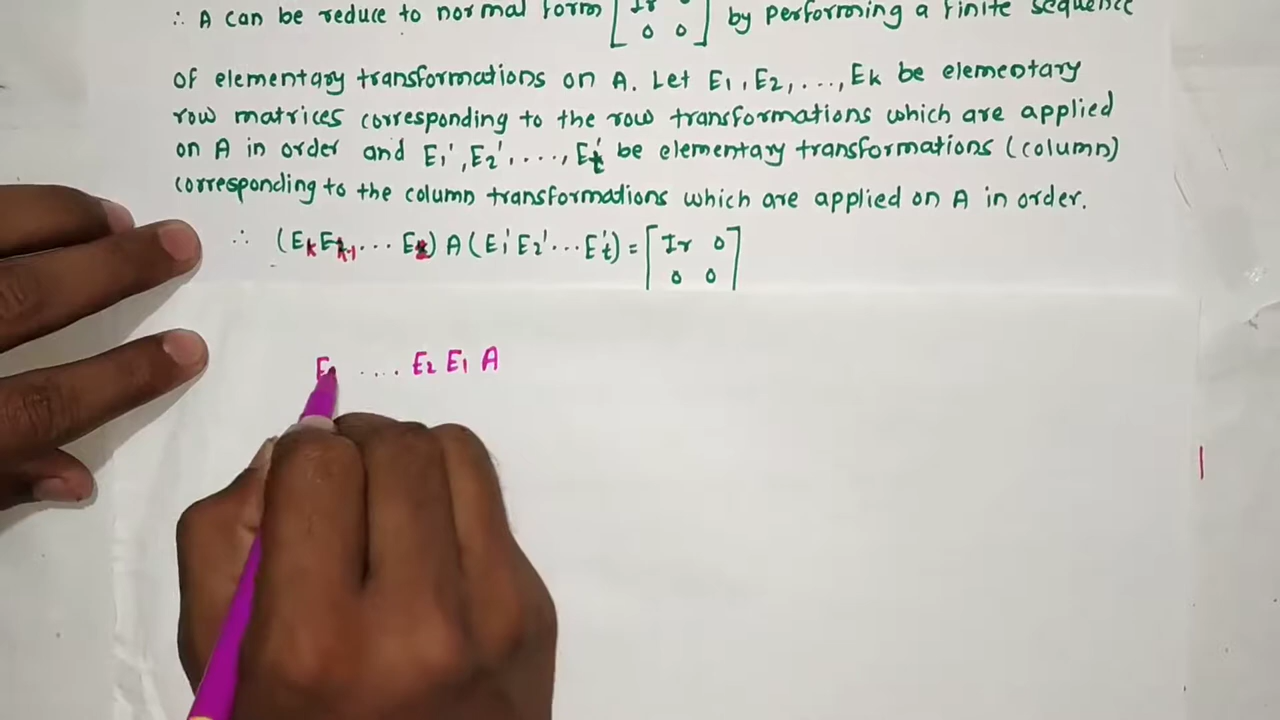 ∴ A can be reduce to normal form [Ir 0
0 0] by performing a finite sequence
of elementary transformations on A. Let E1, E2, ..., Ek be elementary
row matrices corresponding to the row transformations which are applied
on A in order and E1', E2', ...., Et' be elementary transformations (column)
corresponding to the column transformations which are applied on A in order.
∴ (Ek Ek-1 ... E) A (E1' E2' ... Et') = [Ir 0
0 0]
E .... E2 E1 A